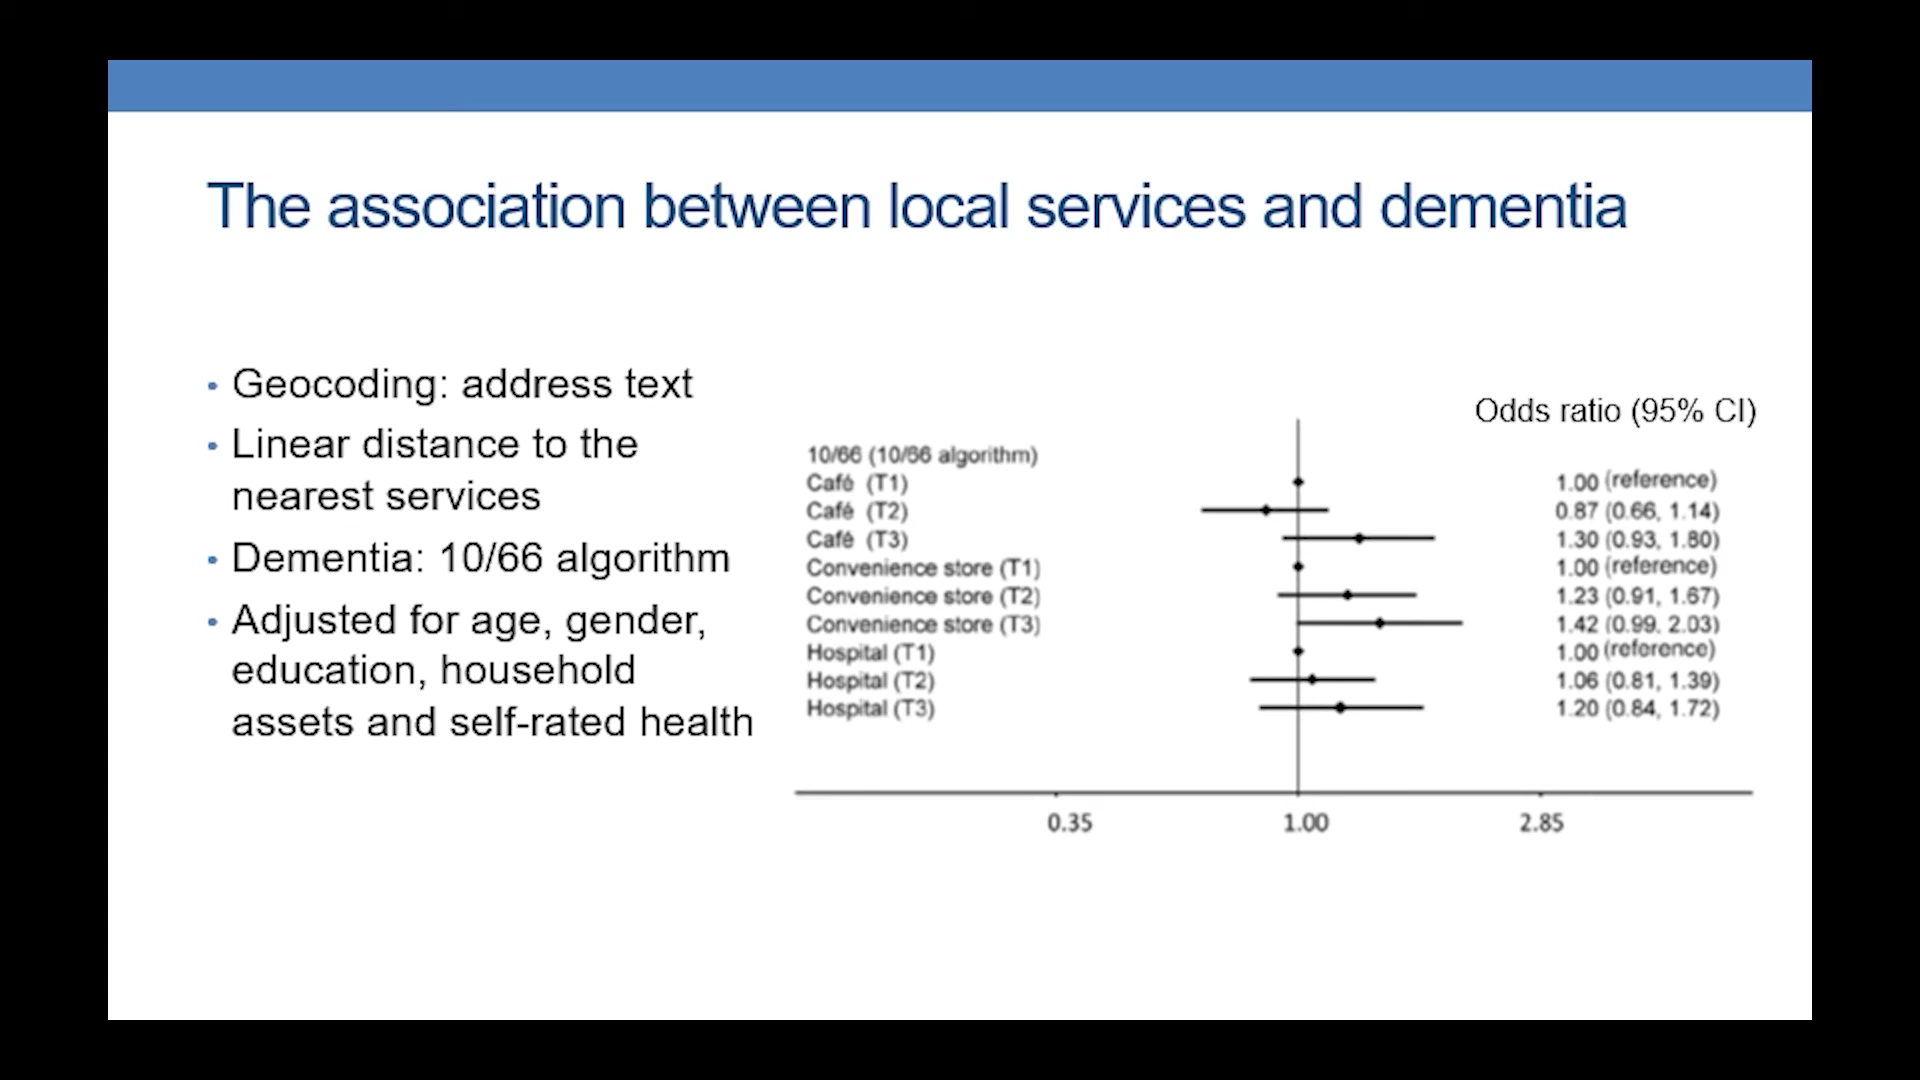 The association between local services and dementia
• Geocoding: address text
• Linear distance to the
nearest services
• Dementia: 10/66 algorithm
• Adjusted for age, gender,
education, household
assets and self-rated health
Odds ratio (95% CI)
10/66 (10/66 algorithm)
Café (T1) 1.00 (reference)
Café (T2) 0.87 (0.66, 1.14)
Café (T3) 1.30 (0.93, 1.80)
Convenience store (T1) 1.00 (reference)
Convenience store (T2) 1.23 (0.91, 1.67)
Convenience store (T3) 1.42 (0.99, 2.03)
Hospital (T1) 1.00 (reference)
Hospital (T2) 1.06 (0.81, 1.39)
Hospital (T3) 1.20 (0.84, 1.72)
0.35 1.00 2.85